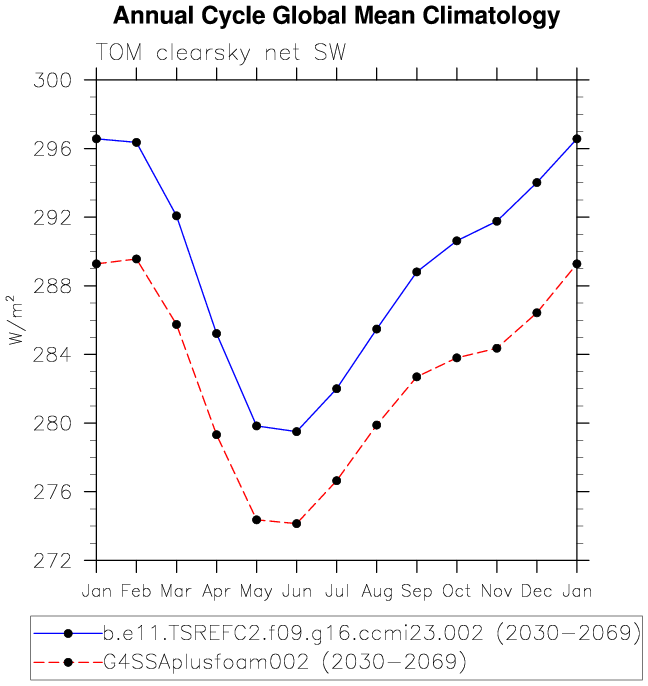 Annual Cycle Global Mean Climatology
TOM clearsky net SW
300
296
292
288
284
280
276
272
W/m²
Jan Feb Mar Apr May Jun Jul Aug Sep Oct Nov Dec Jan
b.e11.TSREFC2.f09.g16.ccmi23.002 (2030-2069)
G4SSAplusfoam002 (2030-2069)